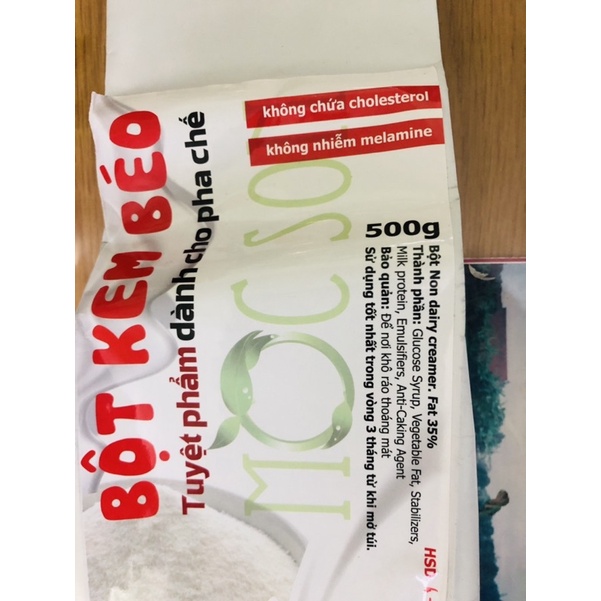 BỘT KEM BÉO
Tuyệt phẩm dành cho pha chế
MỘC SƠN
không chứa cholesterol
không nhiễm melamine
500g
Bột Non dairy creamer. Fat 35%
Thành phần: Glucose Syrup, Vegetable Fat, Stabilizers,
Milk protein, Emulsifiers, Anti-Caking Agent
Bảo quản: Để nơi khô ráo thoáng mát
Sử dụng tốt nhất trong vòng 3 tháng từ khi mở túi.
HSD